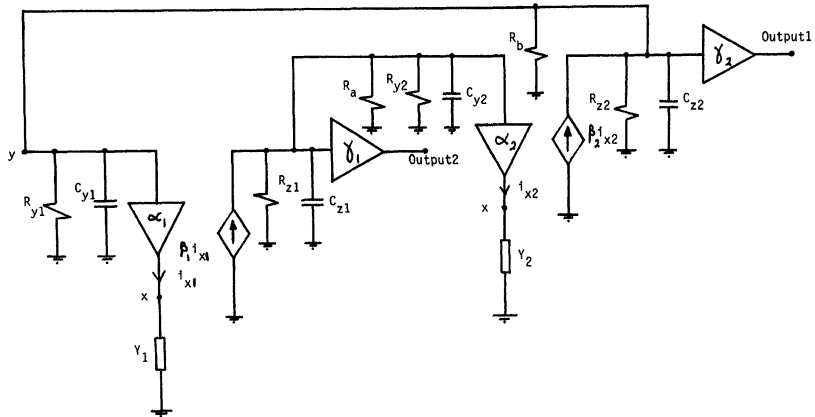 R_b
Output1
γ_2
R_a
R_y2
C_y2
R_z2
C_z2
α_2
β_2 i_x2
y
γ_1
Output2
R_y1
C_y1
α_1
R_z1
C_z1
i_x2
x
β_1 i_x1
i_x1
x
Y_2
Y_1